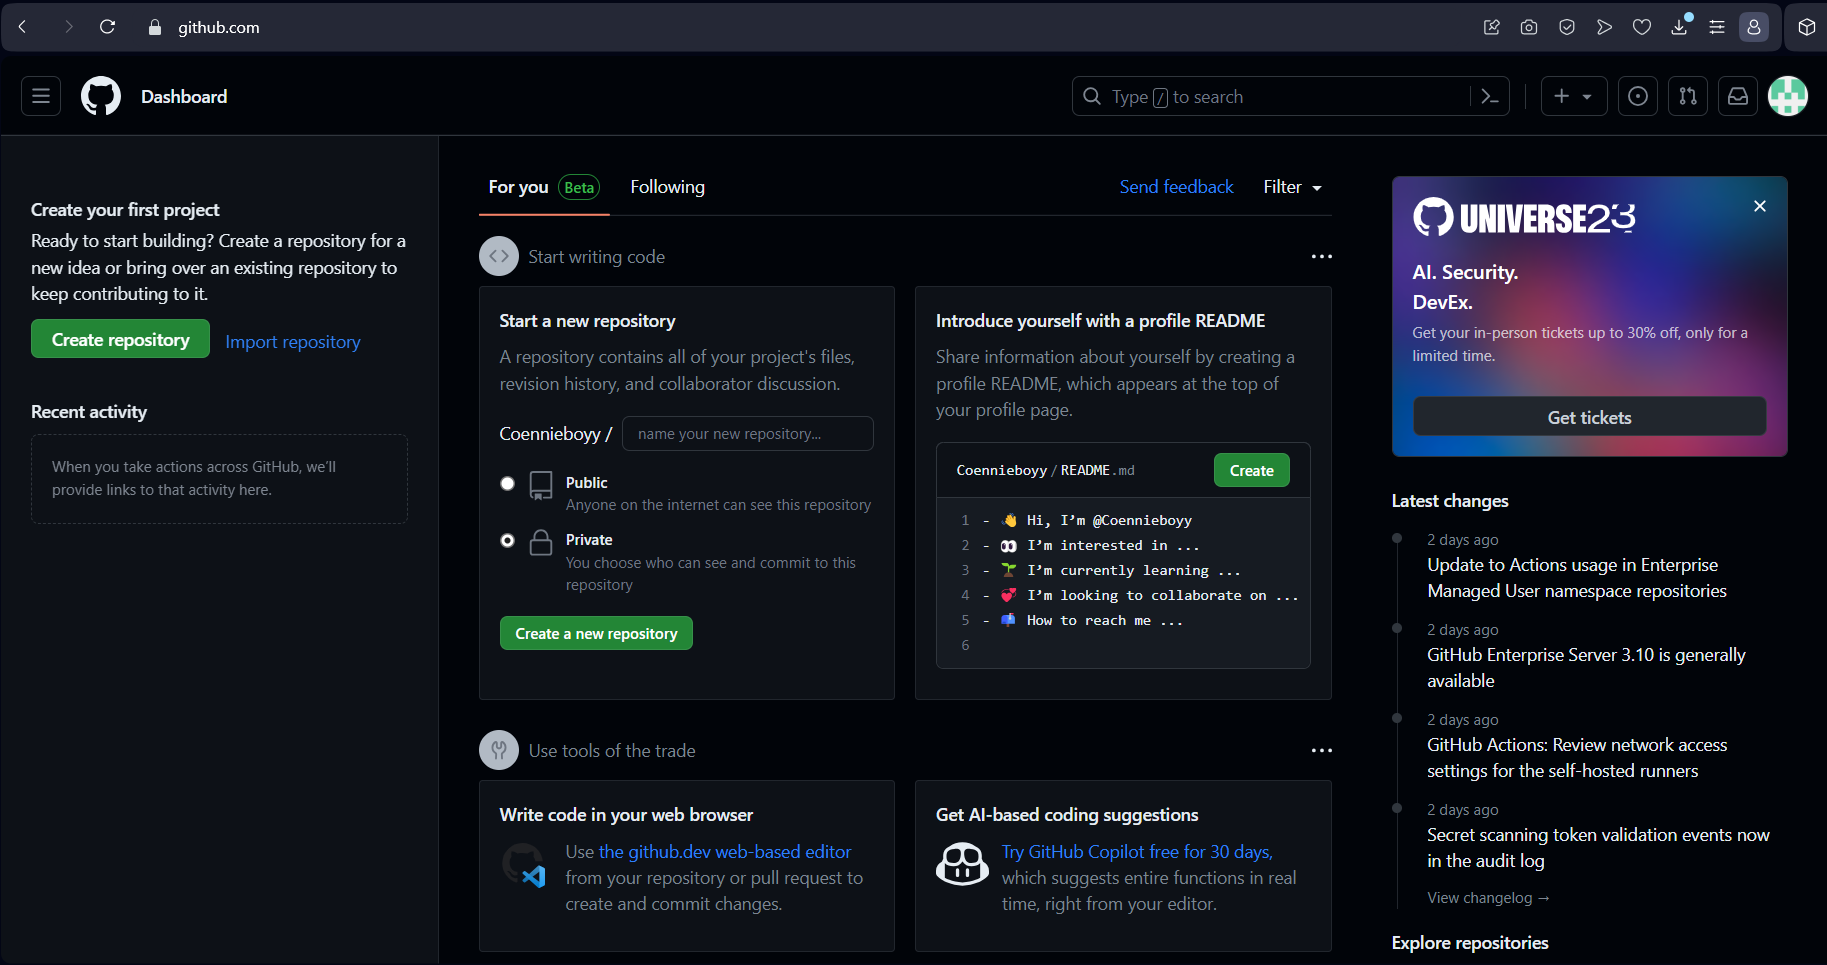 github.com
Dashboard
Type / to search
Create your first project
Ready to start building? Create a repository for a
new idea or bring over an existing repository to
keep contributing to it.
Create repository
Import repository
Recent activity
When you take actions across GitHub, we’ll
provide links to that activity here.
For you Beta
Following
Send feedback
Filter
Start writing code
Start a new repository
A repository contains all of your project's files,
revision history, and collaborator discussion.
Coennieboyy /
name your new repository...
Public
Anyone on the internet can see this repository
Private
You choose who can see and commit to this
repository
Create a new repository
Introduce yourself with a profile README
Share information about yourself by creating a
profile README, which appears at the top of
your profile page.
Coennieboyy / README.md
Create
1 - 👋 Hi, I’m @Coennieboyy
2 - 👀 I’m interested in ...
3 - 🌱 I’m currently learning ...
4 - 💞️ I’m looking to collaborate on ...
5 - 📫 How to reach me ...
6
Use tools of the trade
Write code in your web browser
Use the github.dev web-based editor
from your repository or pull request to
create and commit changes.
Get AI-based coding suggestions
Try GitHub Copilot free for 30 days,
which suggests entire functions in real
time, right from your editor.
UNIVERSE23
AI. Security.
DevEx.
Get your in-person tickets up to 30% off, only for a
limited time.
Get tickets
Latest changes
2 days ago
Update to Actions usage in Enterprise
Managed User namespace repositories
2 days ago
GitHub Enterprise Server 3.10 is generally
available
2 days ago
GitHub Actions: Review network access
settings for the self-hosted runners
2 days ago
Secret scanning token validation events now
in the audit log
View changelog →
Explore repositories